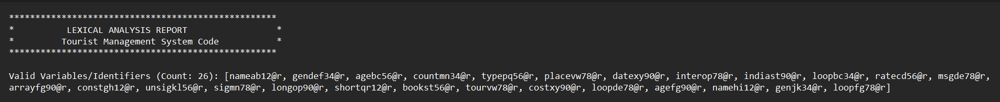 ***************************************************
* LEXICAL ANALYSIS REPORT *
* Tourist Management System Code *
***************************************************
Valid Variables/Identifiers (Count: 26): [nameab12@r, gendef34@r, agebc56@r, countmn34@r, typepq56@r, placevw78@r, datexy90@r, interop78@r, indiast90@r, loopbc34@r, ratecd56@r, msgde78@r,
arrayfg90@r, constgh12@r, unsigkl56@r, sigmn78@r, longop90@r, shortqr12@r, bookst56@r, tourvw78@r, costxy90@r, loopde78@r, agefg90@r, namehi12@r, genjk34@r, loopfg78@r]